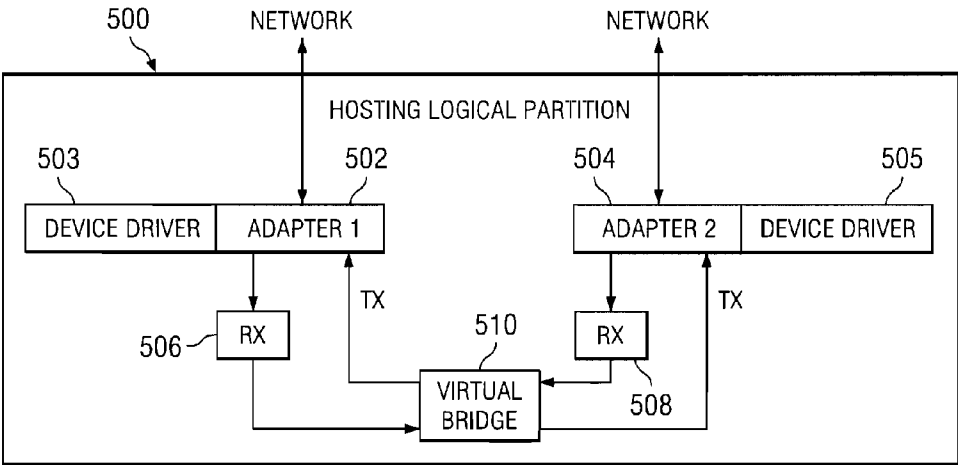 500
NETWORK
NETWORK
HOSTING LOGICAL PARTITION
503
502
504
505
DEVICE DRIVER
ADAPTER 1
ADAPTER 2
DEVICE DRIVER
TX
TX
506
RX
510
RX
508
VIRTUAL
BRIDGE